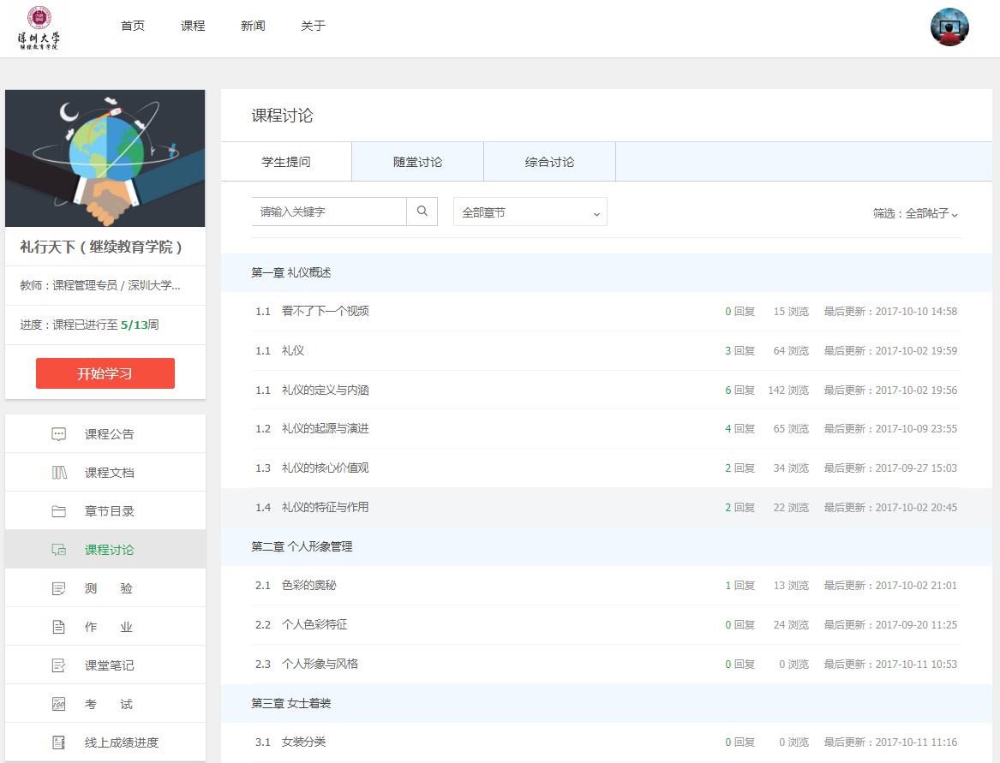 深圳大学
继续教育学院
首页 课程 新闻 关于
礼行天下（继续教育学院）
教师：课程管理专员 / 深圳大学...
进度：课程已进行至 5/13周
开始学习
课程公告
课程文档
章节目录
课程讨论
测 验
作 业
课堂笔记
考 试
线上成绩进度
课程讨论
学生提问 随堂讨论 综合讨论
请输入关键字 全部章节 筛选：全部帖子
第一章 礼仪概述
1.1 看不了下一个视频 0 回复 15 浏览 最后更新：2017-10-10 14:58
1.1 礼仪 3 回复 64 浏览 最后更新：2017-10-02 19:59
1.1 礼仪的定义与内涵 6 回复 142 浏览 最后更新：2017-10-02 19:56
1.2 礼仪的起源与演进 4 回复 65 浏览 最后更新：2017-10-09 23:55
1.3 礼仪的核心价值观 2 回复 34 浏览 最后更新：2017-09-27 15:03
1.4 礼仪的特征与作用 2 回复 22 浏览 最后更新：2017-10-02 20:45
第二章 个人形象管理
2.1 色彩的奥秘 1 回复 13 浏览 最后更新：2017-10-02 21:01
2.2 个人色彩特征 0 回复 24 浏览 最后更新：2017-09-20 11:25
2.3 个人形象与风格 0 回复 0 浏览 最后更新：2017-10-11 10:53
第三章 女士着装
3.1 女装分类 0 回复 0 浏览 最后更新：2017-10-11 11:16